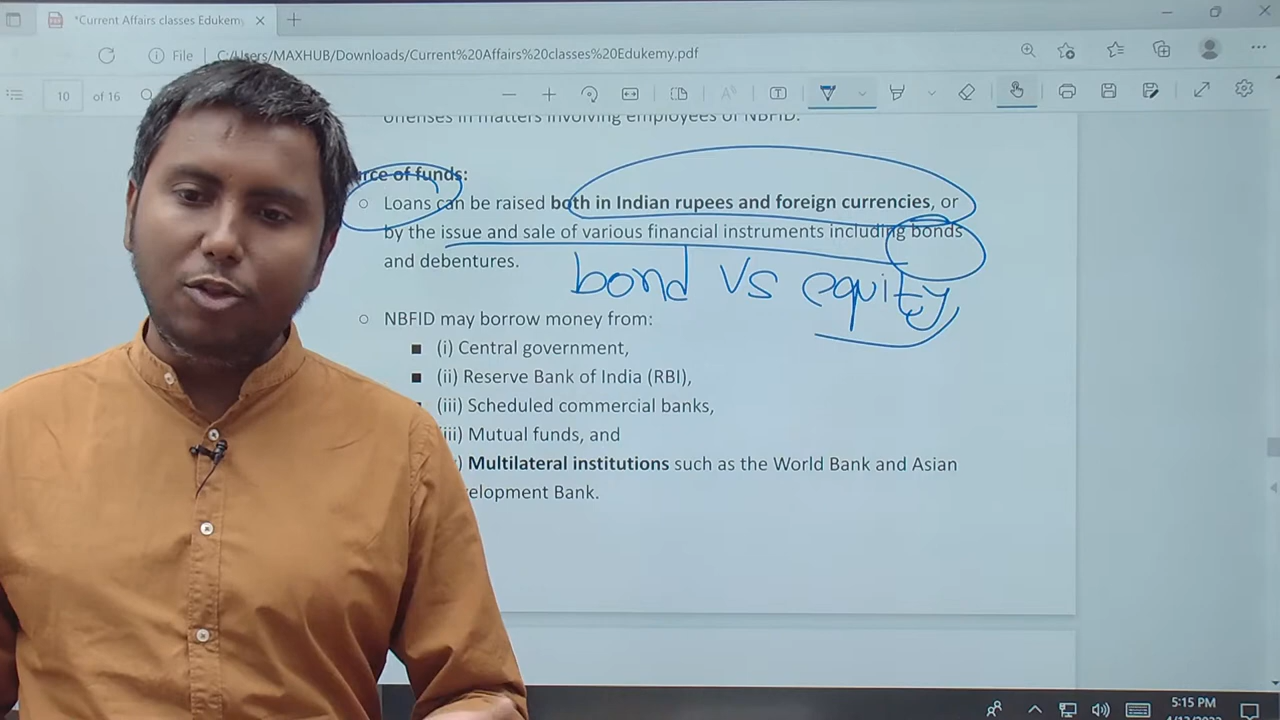 *Current Affairs classes Edukemy
File C:/Users/MAXHUB/Downloads/Current%20Affairs%20classes%20Edukemy.pdf
10 of 16
offenses in matters involving employees of NBFID.
rce of funds:
Loans can be raised both in Indian rupees and foreign currencies, or
by the issue and sale of various financial instruments including bonds
and debentures.
bond vs equity
NBFID may borrow money from:
(i) Central government,
(ii) Reserve Bank of India (RBI),
(iii) Scheduled commercial banks,
iii) Mutual funds, and
) Multilateral institutions such as the World Bank and Asian
elopment Bank.
5:15 PM